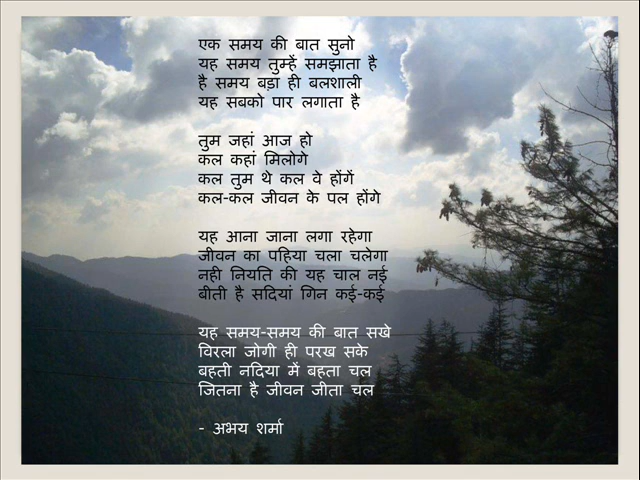 एक समय की बात सुनो
यह समय तुम्हें समझाता है
है समय बड़ा ही बलशाली
यह सबको पार लगाता है
तुम जहां आज हो
कल कहां मिलोगे
कल तुम थे कल वे होंगें
कल-कल जीवन के पल होंगे
यह आना जाना लगा रहेगा
जीवन का पहिया चला चलेगा
नही नियति की यह चाल नई
बीती है सदियां गिन कई-कई
यह समय-समय की बात सखे
विरला जोगी ही परख सके
बहती नदिया में बहता चल
जितना है जीवन जीता चल
- अभय शर्मा